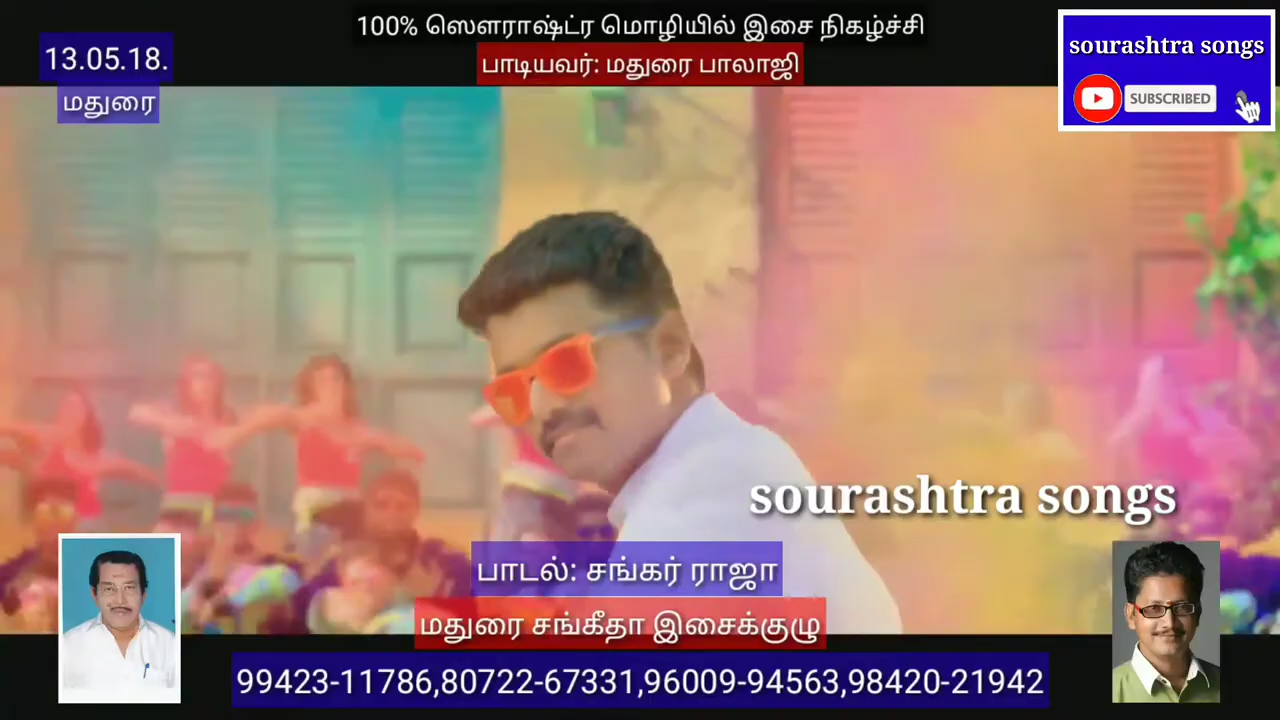 100% ஸௌராஷ்ட்ர மொழியில் இசை நிகழ்ச்சி
பாடியவர்: மதுரை பாலாஜி
13.05.18.
மதுரை
sourashtra songs
SUBSCRIBED
sourashtra songs
பாடல்: சங்கர் ராஜா
மதுரை சங்கீதா இசைக்குழு
99423-11786,80722-67331,96009-94563,98420-21942